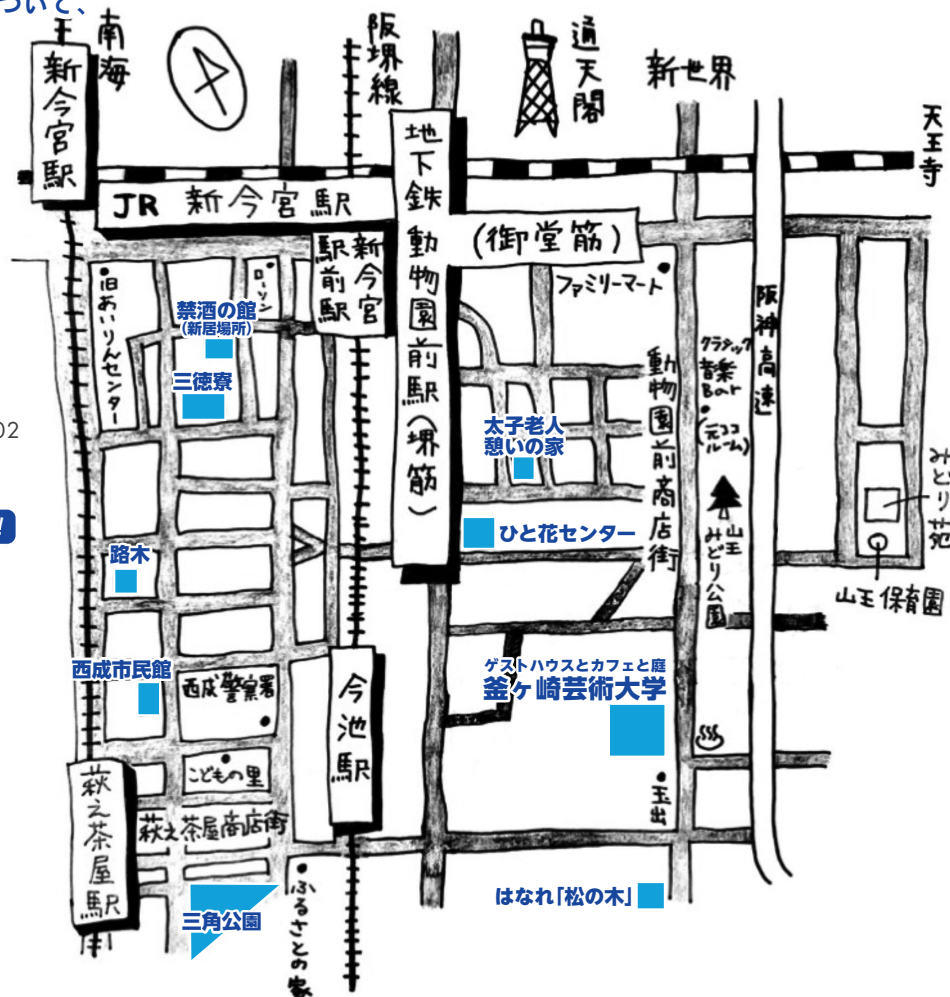 ついて、
南海
新今宮駅
阪堺線
通天閣
新世界
天王寺
地下鉄 動物園前駅(堺筋)
JR 新今宮駅
(御堂筋)
新今宮
駅前駅
ファミリーマート
旧あいりんセンター
ローソン
禁酒の館
(新居場所)
三徳寮
阪神高速
クラシック
音楽
Bar
(元ココ
ルーム)
動物園前商店街
太子老人
憩いの家
02
ひと花センター
路木
山王
みどり公園
みどり苑
山王保育園
西成市民館
西成警察署
今池駅
ゲストハウスとカフェと庭
釜ヶ崎芸術大学
こどもの里
玉出
萩之茶屋駅
萩之茶屋商店街
三角公園
ふるさとの家
はなれ「松の木」